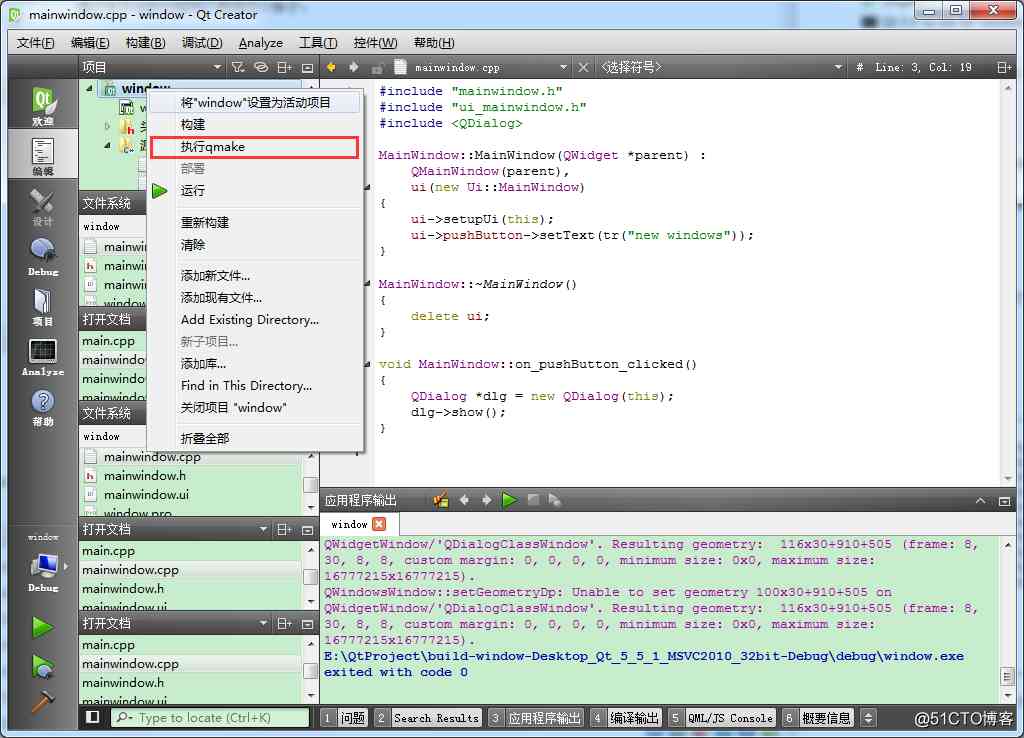 mainwindow.cpp - window - Qt Creator
文件(F) 编辑(E) 构建(B) 调试(D) Analyze 工具(T) 控件(W) 帮助(H)
项目
mainwindow.cpp <选择符号> # Line: 3, Col: 19
欢迎
编辑
设计
Debug
项目
Analyze
帮助
window
Debug
window
将"window"设置为活动项目
构建
执行qmake
部署
运行
重新构建
清除
添加新文件...
添加现有文件...
Add Existing Directory...
新子项目...
添加库...
Find in This Directory...
关闭项目 "window"
折叠全部
文件系统
window
mainwi
mainwi
mainwi
window
打开文档
main.cpp
mainwindo
mainwindo
文件系统
window
mainwindow.cpp
mainwindow.h
mainwindow.ui
window.pro
打开文档
main.cpp
mainwindow.cpp
mainwindow.h
mainwindow.ui
打开文档
main.cpp
mainwindow.cpp
mainwindow.h
mainwindow.ui
#include "mainwindow.h"
#include "ui_mainwindow.h"
#include <QDialog>
MainWindow::MainWindow(QWidget *parent) :
QMainWindow(parent),
ui(new Ui::MainWindow)
{
ui->setupUi(this);
ui->pushButton->setText(tr("new windows"));
}
MainWindow::~MainWindow()
{
delete ui;
}
void MainWindow::on_pushButton_clicked()
{
QDialog *dlg = new QDialog(this);
dlg->show();
}
应用程序输出
window
QWidgetWindow/'QDialogClassWindow'. Resulting geometry:  116x30+910+505 (frame: 8,
30, 8, 8, custom margin: 0, 0, 0, 0, minimum size: 0x0, maximum size:
16777215x16777215).
QWindowsWindow::setGeometryDp: Unable to set geometry 100x30+910+505 on
QWidgetWindow/'QDialogClassWindow'. Resulting geometry:  116x30+910+505 (frame: 8,
30, 8, 8, custom margin: 0, 0, 0, 0, minimum size: 0x0, maximum size:
16777215x16777215).
E:\QtProject\build-window-Desktop_Qt_5_5_1_MSVC2010_32bit-Debug\debug\window.exe
exited with code 0
Type to locate (Ctrl+K) 1 问题 2 Search Results 3 应用程序输出 4 编译输出 5 QML/JS Console 6 概要信息
@51CTO博客